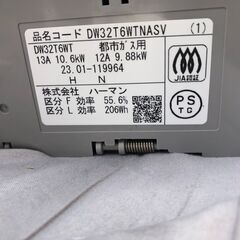 品名コード DW32T6WTNASV (1)
DW32T6WT 都市ガス用
13A 10.6kW 12A 9.88kW
23.01-119964
H N
株式会社 ハーマン
区分 F 効率 55.6%
区分 L 効率 206Wh
JIA認証
PS
TG